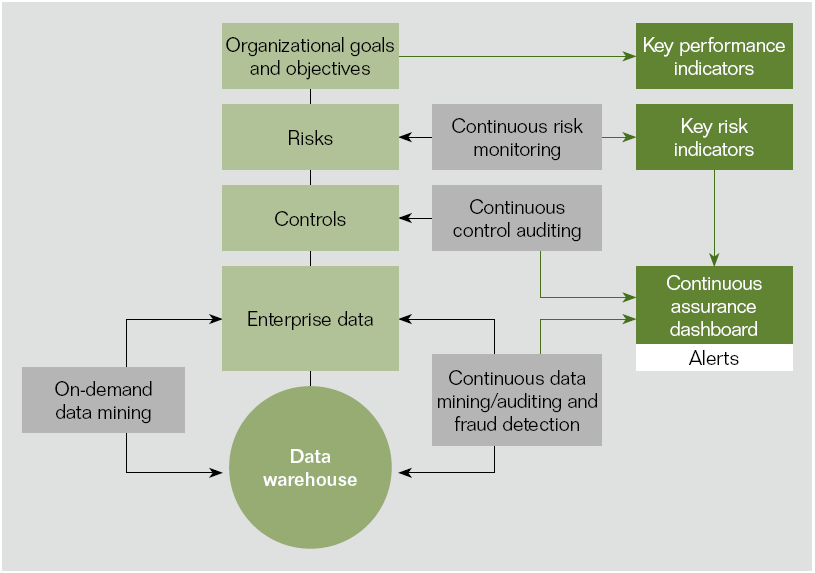 Organizational goals
and objectives
Key performance
indicators
Risks
Continuous risk
monitoring
Key risk
indicators
Controls
Continuous
control auditing
Enterprise data
Continuous
assurance
dashboard
Alerts
On-demand
data mining
Continuous data
mining/auditing and
fraud detection
Data
warehouse